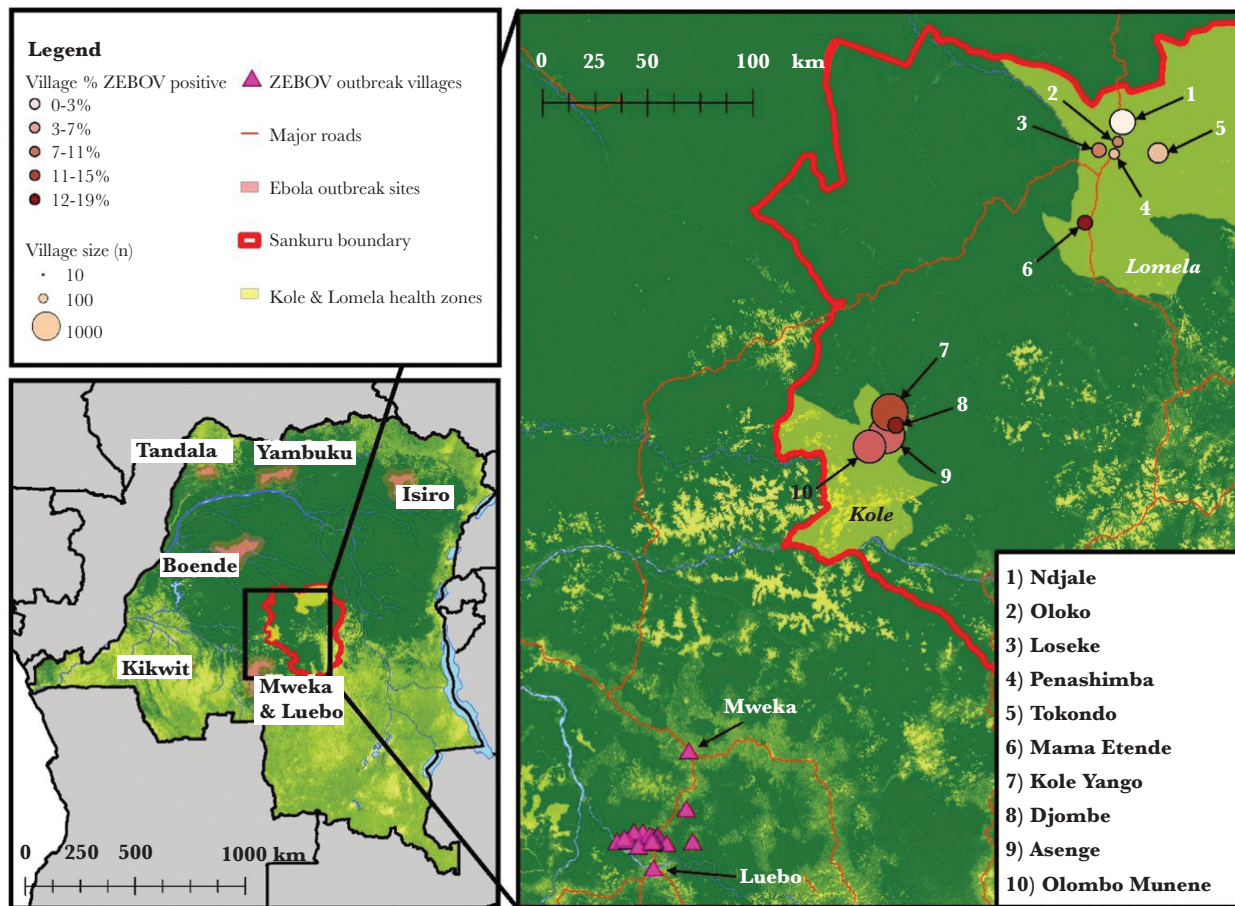 Legend
Village % ZEBOV positive
0-3%
3-7%
7-11%
11-15%
12-19%
Village size (n)
10
100
1000
ZEBOV outbreak villages
Major roads
Ebola outbreak sites
Sankuru boundary
Kole & Lomela health zones
Tandala
Yambuku
Isiro
Boende
Kikwit
Mweka
& Luebo
0 250 500 1000 km
0 25 50 100 km
1
2
3
4
5
6
Lomela
7
8
9
10
Kole
Mweka
Luebo
1) Ndjale
2) Oloko
3) Loseke
4) Penashimba
5) Tokondo
6) Mama Etende
7) Kole Yango
8) Djombe
9) Asenge
10) Olombo Munene